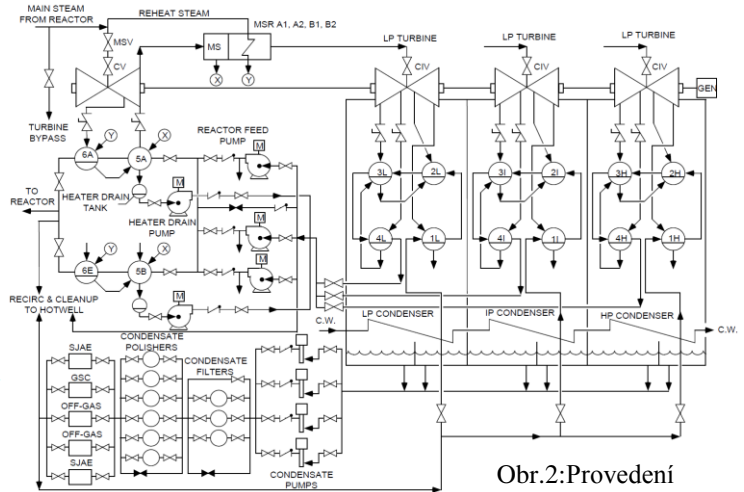 MAIN STEAM
FROM REACTOR
REHEAT STEAM
MSR A1, A2, B1, B2
LP TURBINE
LP TURBINE
LP TURBINE
MSV
MS
CV
CIV
CIV
CIV
GEN
X
Y
TURBINE
BYPASS
Y
X
REACTOR FEED
PUMP
6A
5A
M
3L
2L
3I
2I
3H
2H
TO
REACTOR
HEATER DRAIN
TANK
M
HEATER DRAIN
PUMP
M
4L
1L
4I
1I
4H
1H
Y
X
6E
5B
M
RECIRC & CLEANUP
TO HOTWELL
M
C.W.
LP CONDENSER
IP CONDENSER
HP CONDENSER
C.W.
SJAE
CONDENSATE
POLISHERS
CONDENSATE
FILTERS
GSC
OFF-GAS
OFF-GAS
SJAE
CONDENSATE
PUMPS
Obr.2:Provedení